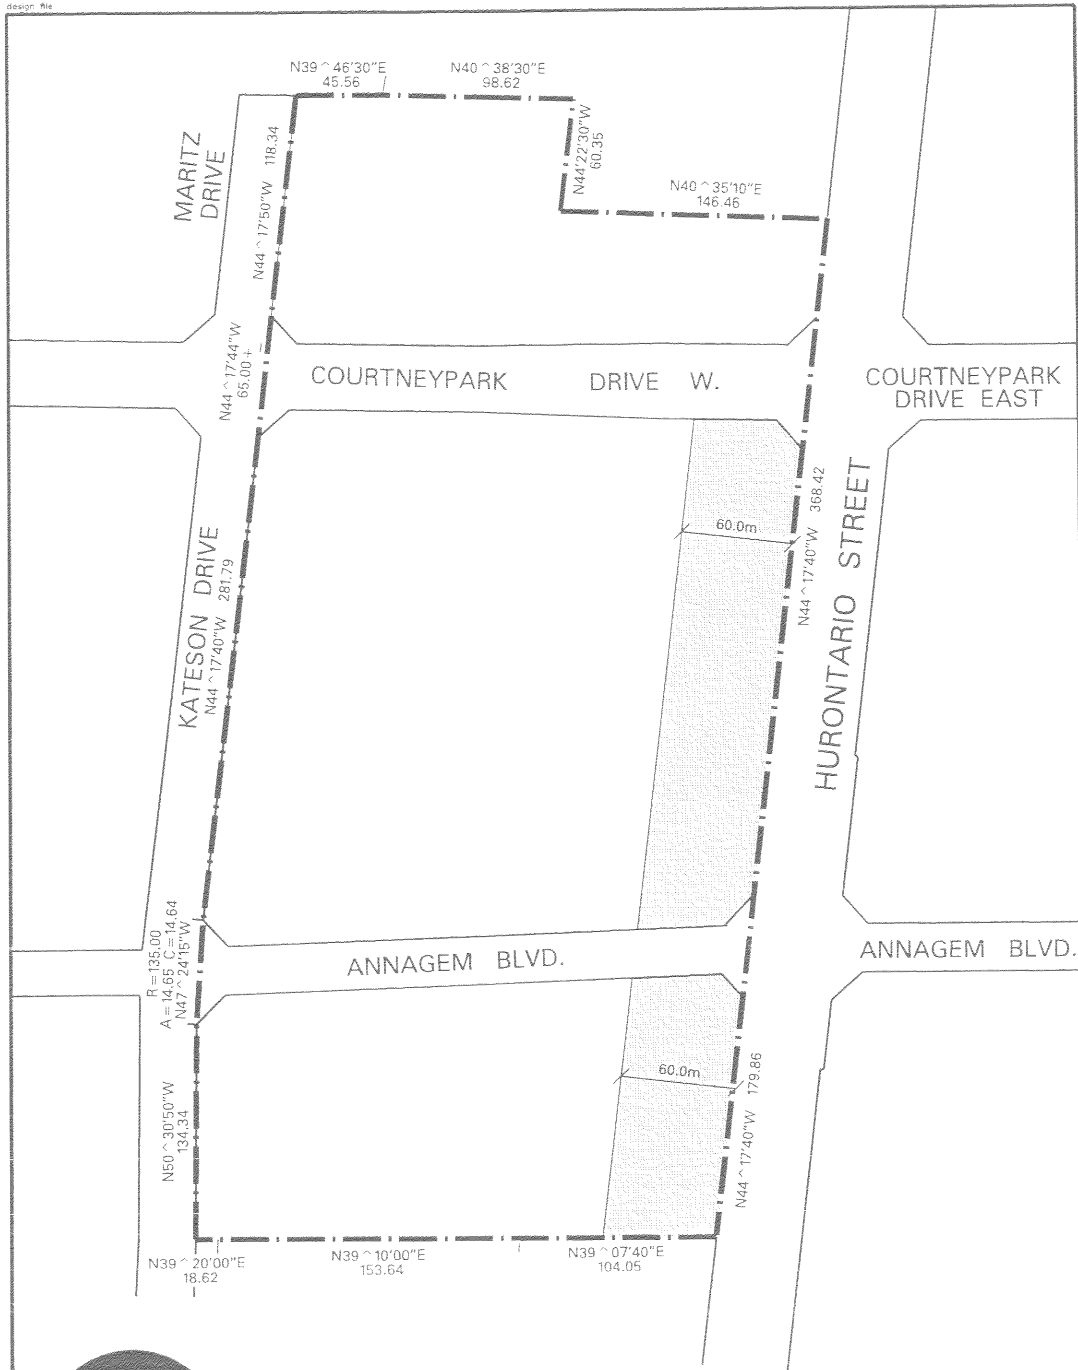 design file
N39^46'30"E
45.56
N40^38'30"E
98.62
N44'22'30"W
60.35
N40^35'10"E
146.46
MARITZ
DRIVE
N44^17'50"W 118.34
N44^17'44"W
65.00±
COURTNEYPARK DRIVE W.
COURTNEYPARK
DRIVE EAST
60.0m
N44^17'40"W 368.42
HURONTARIO STREET
KATESON DRIVE
N44^17'40"W 281.79
R=135.00
A=14.65 C=14.64
N47^24'15"W
ANNAGEM BLVD.
ANNAGEM BLVD.
60.0m
N44^17'40"W 179.86
N50^30'50"W
134.34
N39^20'00"E
18.62
N39^10'00"E
153.64
N39^07'40"E
104.05